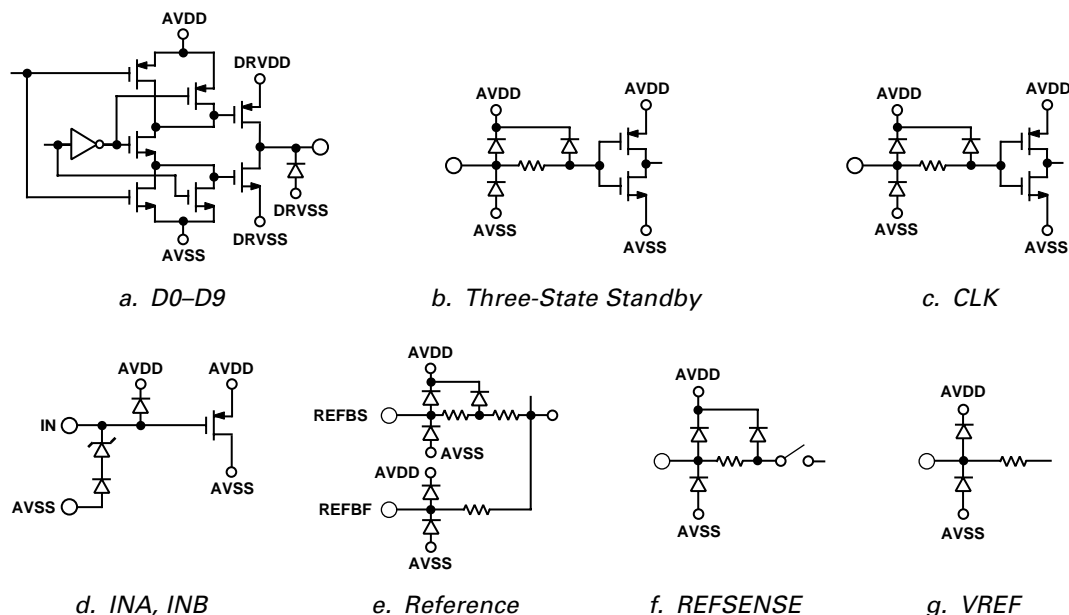 AVDD
DRVDD
DRVSS
DRVSS
AVSS
a. D0–D9
AVDD
AVDD
AVSS
AVSS
b. Three-State Standby
AVDD
AVDD
AVSS
AVSS
c. CLK
AVDD
AVDD
IN
AVSS
AVSS
d. INA, INB
AVDD
REFBS
AVSS
AVDD
REFBF
AVSS
e. Reference
AVDD
AVSS
f. REFSENSE
AVDD
AVSS
g. VREF